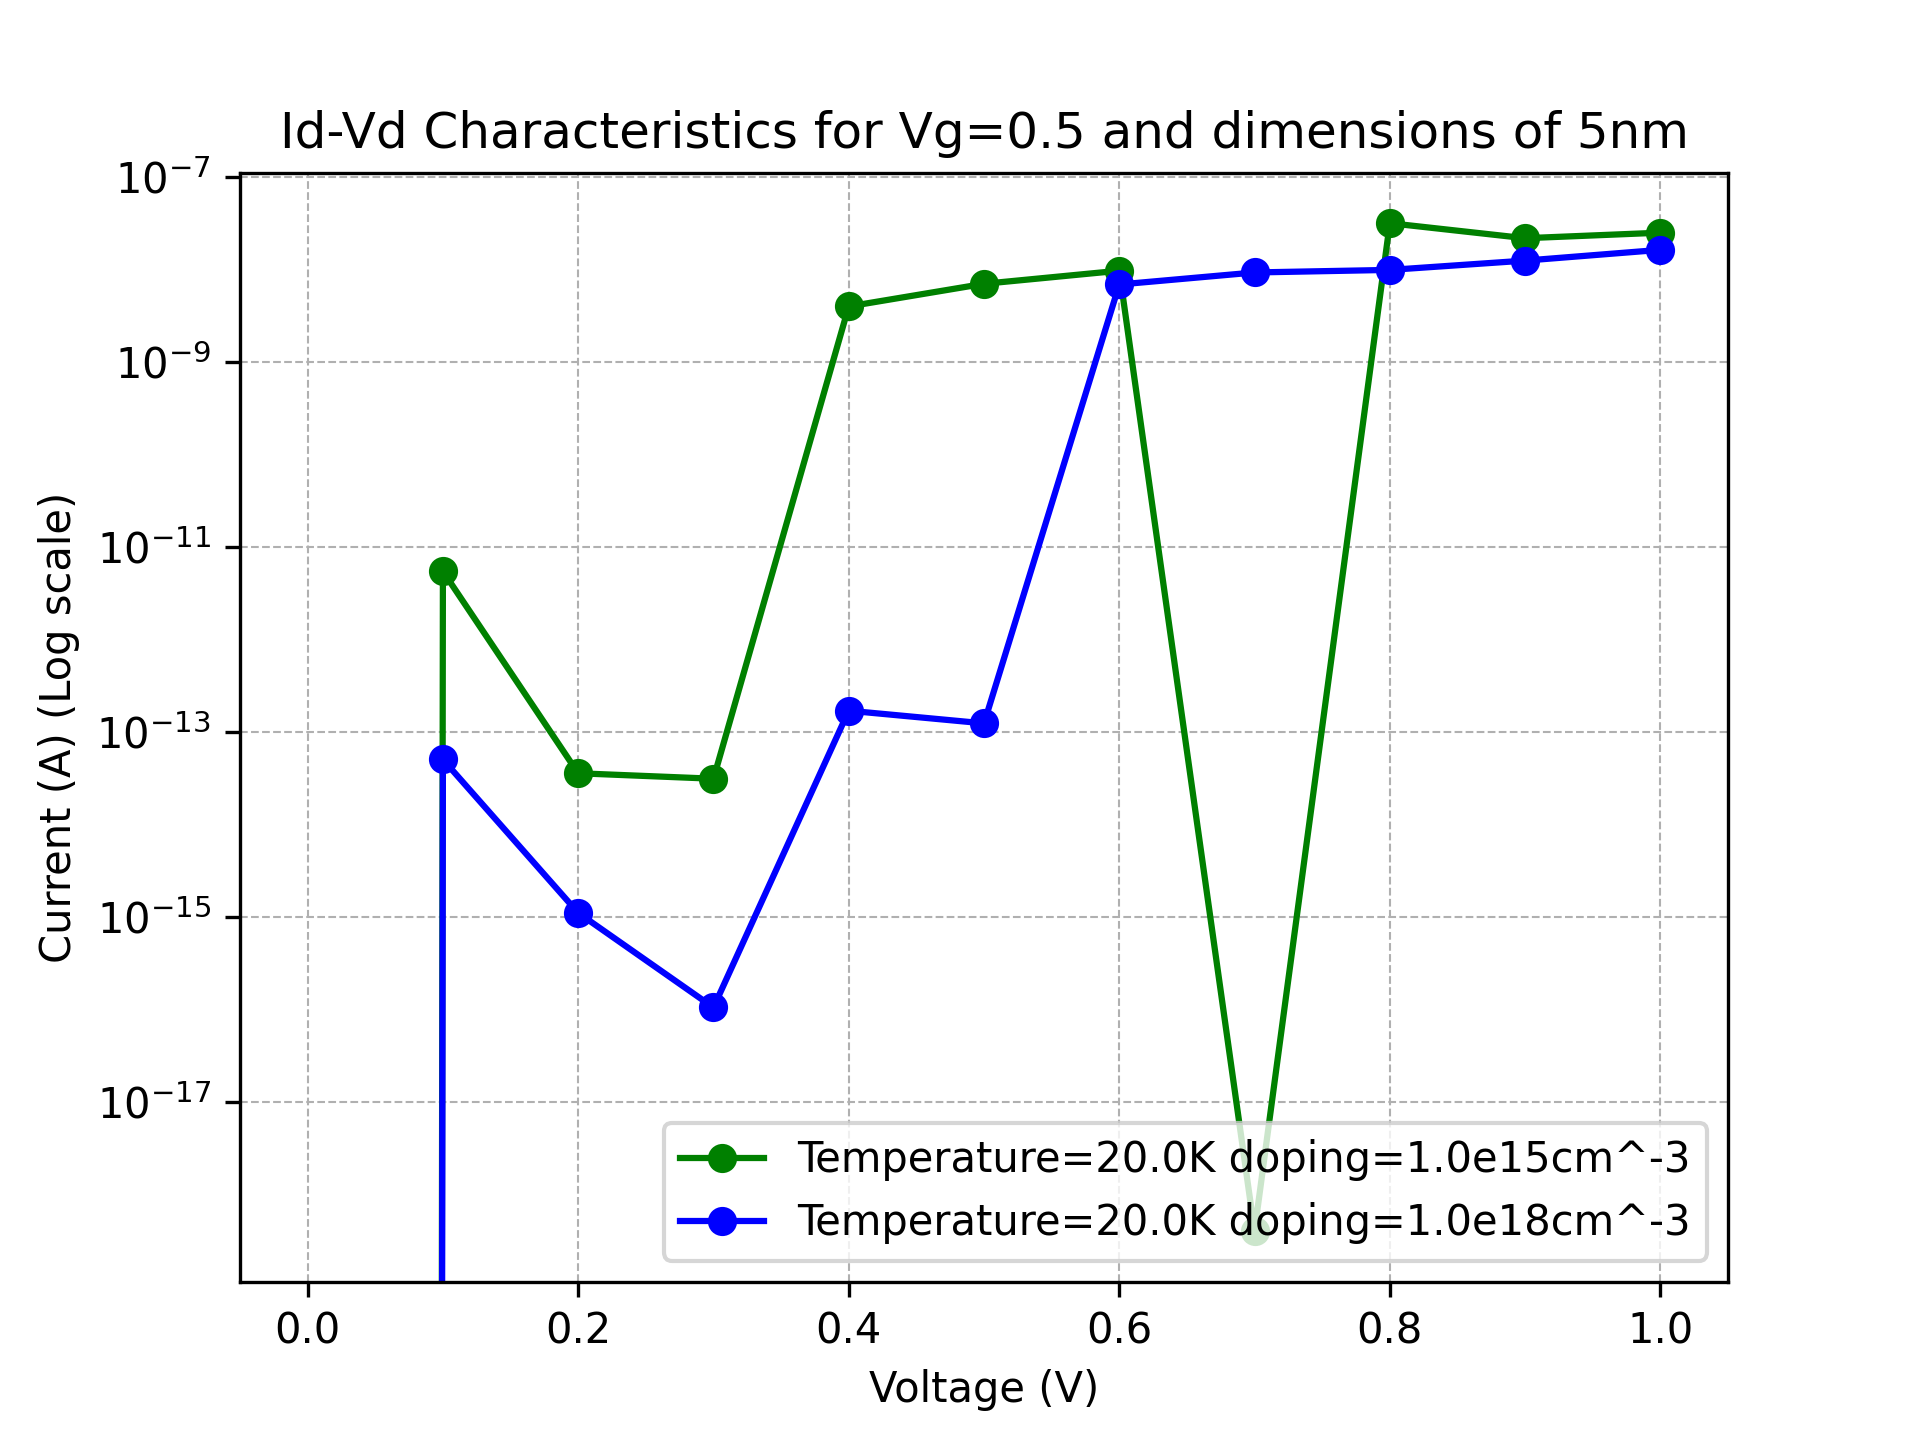 Id-Vd Characteristics for Vg=0.5 and dimensions of 5nm
Current (A) (Log scale)
10⁻⁷
10⁻⁹
10⁻¹¹
10⁻¹³
10⁻¹⁵
10⁻¹⁷
Temperature=20.0K doping=1.0e15cm^-3
Temperature=20.0K doping=1.0e18cm^-3
0.0 0.2 0.4 0.6 0.8 1.0
Voltage (V)